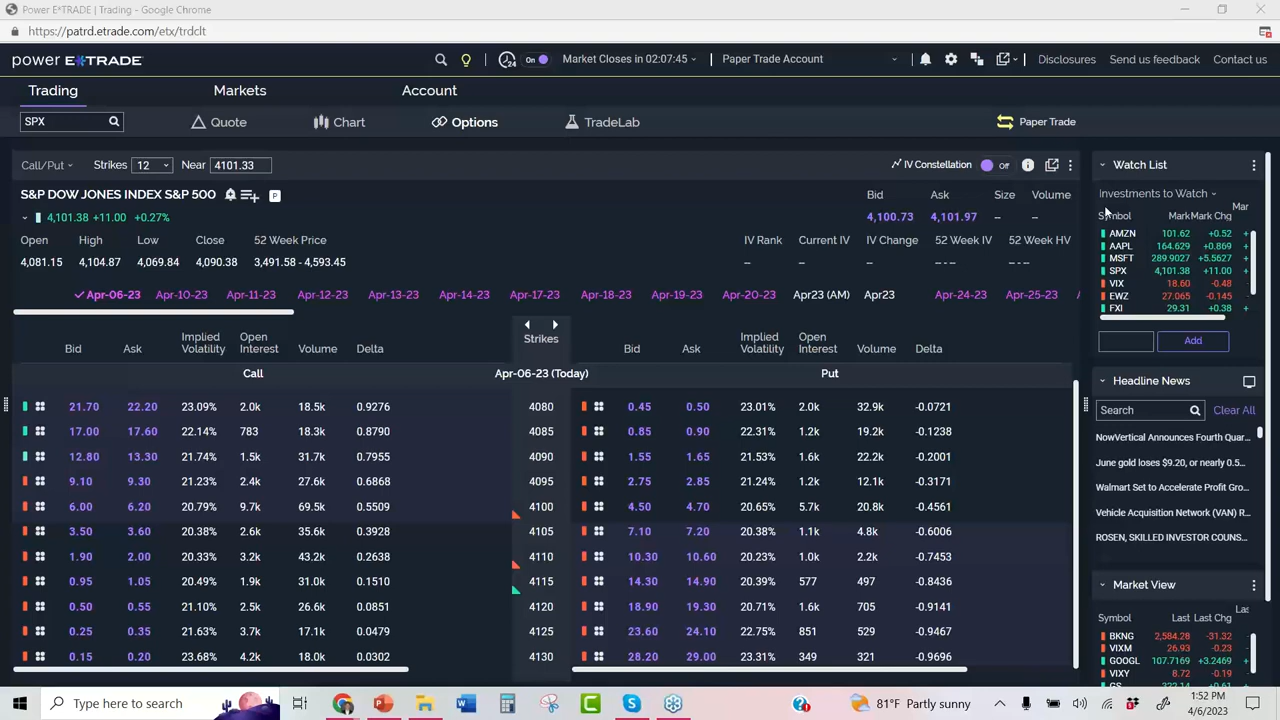 Power E*TRADE | Trading - Google Chrome
https://patrd.etrade.com/etx/trdclt
power E*TRADE
24 On Market Closes in 02:07:45 Paper Trade Account Disclosures Send us feedback Contact us
Trading Markets Account
SPX Quote Chart Options TradeLab Paper Trade
Call/Put Strikes 12 Near 4101.33 IV Constellation Off
S&P DOW JONES INDEX S&P 500 P Bid Ask Size Volume
4,101.38 +11.00 +0.27% 4,100.73 4,101.97 -- --
Open High Low Close 52 Week Price IV Rank Current IV IV Change 52 Week IV 52 Week HV
4,081.15 4,104.87 4,069.84 4,090.38 3,491.58 - 4,593.45 -- -- -- -- - -- -- - --
Apr-06-23 Apr-10-23 Apr-11-23 Apr-12-23 Apr-13-23 Apr-14-23 Apr-17-23 Apr-18-23 Apr-19-23 Apr-20-23 Apr23 (AM) Apr23 Apr-24-23 Apr-25-23
Bid Ask Implied Volatility Open Interest Volume Delta Strikes Bid Ask Implied Volatility Open Interest Volume Delta
Call Apr-06-23 (Today) Put
21.70 22.20 23.09% 2.0k 18.5k 0.9276 4080 0.45 0.50 23.01% 2.0k 32.9k -0.0721
17.00 17.60 22.14% 783 18.3k 0.8790 4085 0.85 0.90 22.31% 1.2k 19.2k -0.1238
12.80 13.30 21.74% 1.5k 31.7k 0.7955 4090 1.55 1.65 21.53% 1.6k 22.2k -0.2001
9.10 9.30 21.23% 2.4k 27.6k 0.6868 4095 2.75 2.85 21.24% 1.2k 12.1k -0.3171
6.00 6.20 20.79% 9.7k 69.5k 0.5509 4100 4.50 4.70 20.65% 5.7k 20.8k -0.4561
3.50 3.60 20.38% 2.6k 35.6k 0.3928 4105 7.10 7.20 20.38% 1.1k 4.8k -0.6006
1.90 2.00 20.33% 3.2k 43.2k 0.2638 4110 10.30 10.60 20.23% 1.0k 2.2k -0.7453
0.95 1.05 20.49% 1.9k 31.0k 0.1510 4115 14.30 14.90 20.39% 577 497 -0.8436
0.50 0.55 21.10% 2.5k 26.6k 0.0851 4120 18.90 19.30 20.71% 1.6k 705 -0.9141
0.25 0.35 21.63% 3.7k 17.1k 0.0479 4125 23.60 24.10 22.75% 851 529 -0.9467
0.15 0.20 23.68% 4.2k 18.0k 0.0302 4130 28.20 29.00 23.31% 349 321 -0.9696
Watch List
Investments to Watch
Symbol Mark Mark Chg Mar
AMZN 101.62 +0.52 +
AAPL 164.629 +0.869 +
MSFT 289.9027 +5.5627 +
SPX 4,101.38 +11.00 +
VIX 18.60 -0.48 -
EWZ 27.065 -0.145 -
FXI 29.31 +0.38 +
Add
Headline News
Search Clear All
NowVertical Announces Fourth Quar...
June gold loses $9.20, or nearly 0.5...
Walmart Set to Accelerate Profit Gro...
Vehicle Acquisition Network (VAN) R...
ROSEN, SKILLED INVESTOR COUNS...
Market View
Symbol Last Last Chg
BKNG 2,584.28 -31.32 -
VIXM 26.93 -0.23 -
GOOGL 107.7169 +3.2469 +
VIXY 8.72 -0.19 -
Type here to search 81°F Partly sunny 1:52 PM
4/6/2023